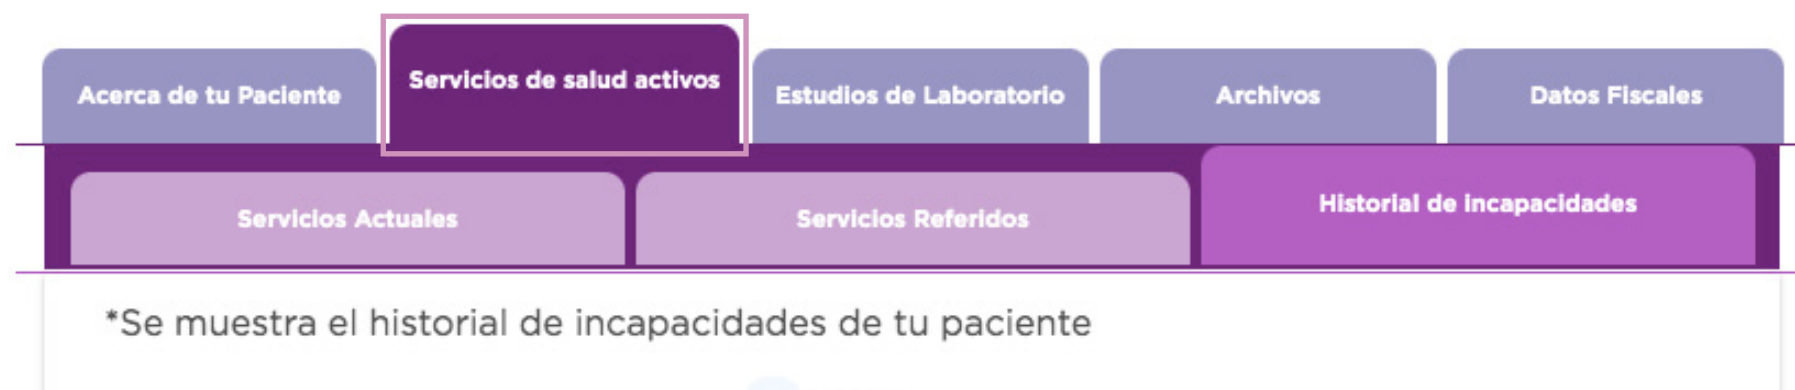 Acerca de tu Paciente
Servicios de salud activos
Estudios de Laboratorio
Archivos
Datos Fiscales
Servicios Actuales
Servicios Referidos
Historial de incapacidades
*Se muestra el historial de incapacidades de tu paciente